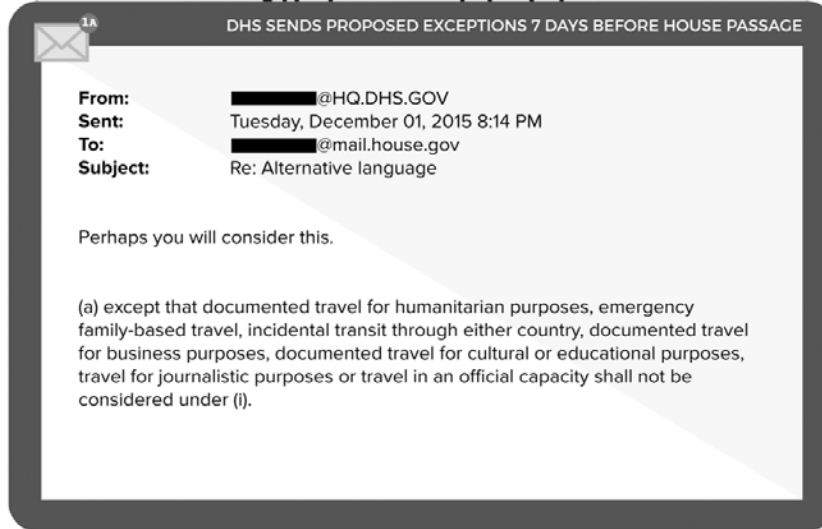 1A
DHS SENDS PROPOSED EXCEPTIONS 7 DAYS BEFORE HOUSE PASSAGE
From: @HQ.DHS.GOV
Sent: Tuesday, December 01, 2015 8:14 PM
To: @mail.house.gov
Subject: Re: Alternative language
Perhaps you will consider this.
(a) except that documented travel for humanitarian purposes, emergency
family-based travel, incidental transit through either country, documented travel
for business purposes, documented travel for cultural or educational purposes,
travel for journalistic purposes or travel in an official capacity shall not be
considered under (i).